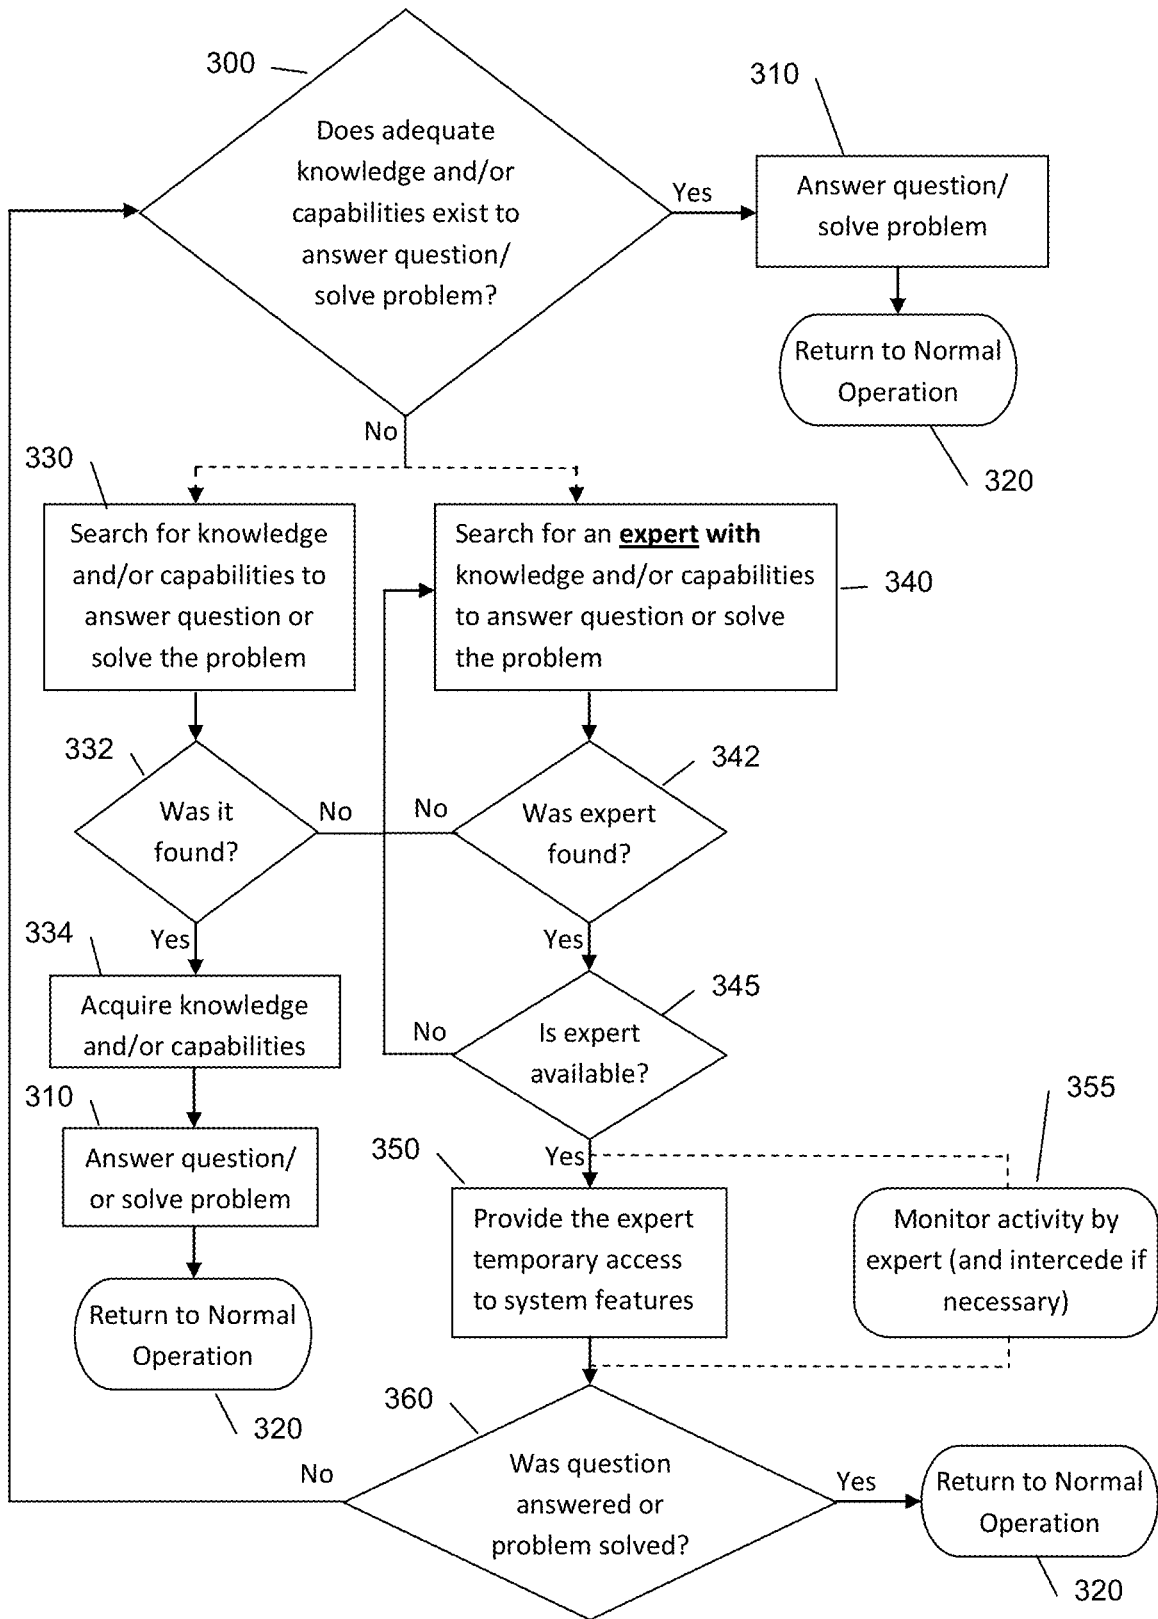 300
Does adequate
knowledge and/or
capabilities exist to
answer question/
solve problem?
Yes
310
Answer question/
solve problem
Return to Normal
Operation
320
No
330
Search for knowledge
and/or capabilities to
answer question or
solve the problem
Search for an expert with
knowledge and/or capabilities
to answer question or solve
the problem
340
332
Was it
found?
No
No
342
Was expert
found?
Yes
334
Acquire knowledge
and/or capabilities
Yes
345
No
Is expert
available?
310
Answer question/
or solve problem
Return to Normal
Operation
320
Yes
350
Provide the expert
temporary access
to system features
355
Monitor activity by
expert (and intercede if
necessary)
360
No
Was question
answered or
problem solved?
Yes
Return to Normal
Operation
320